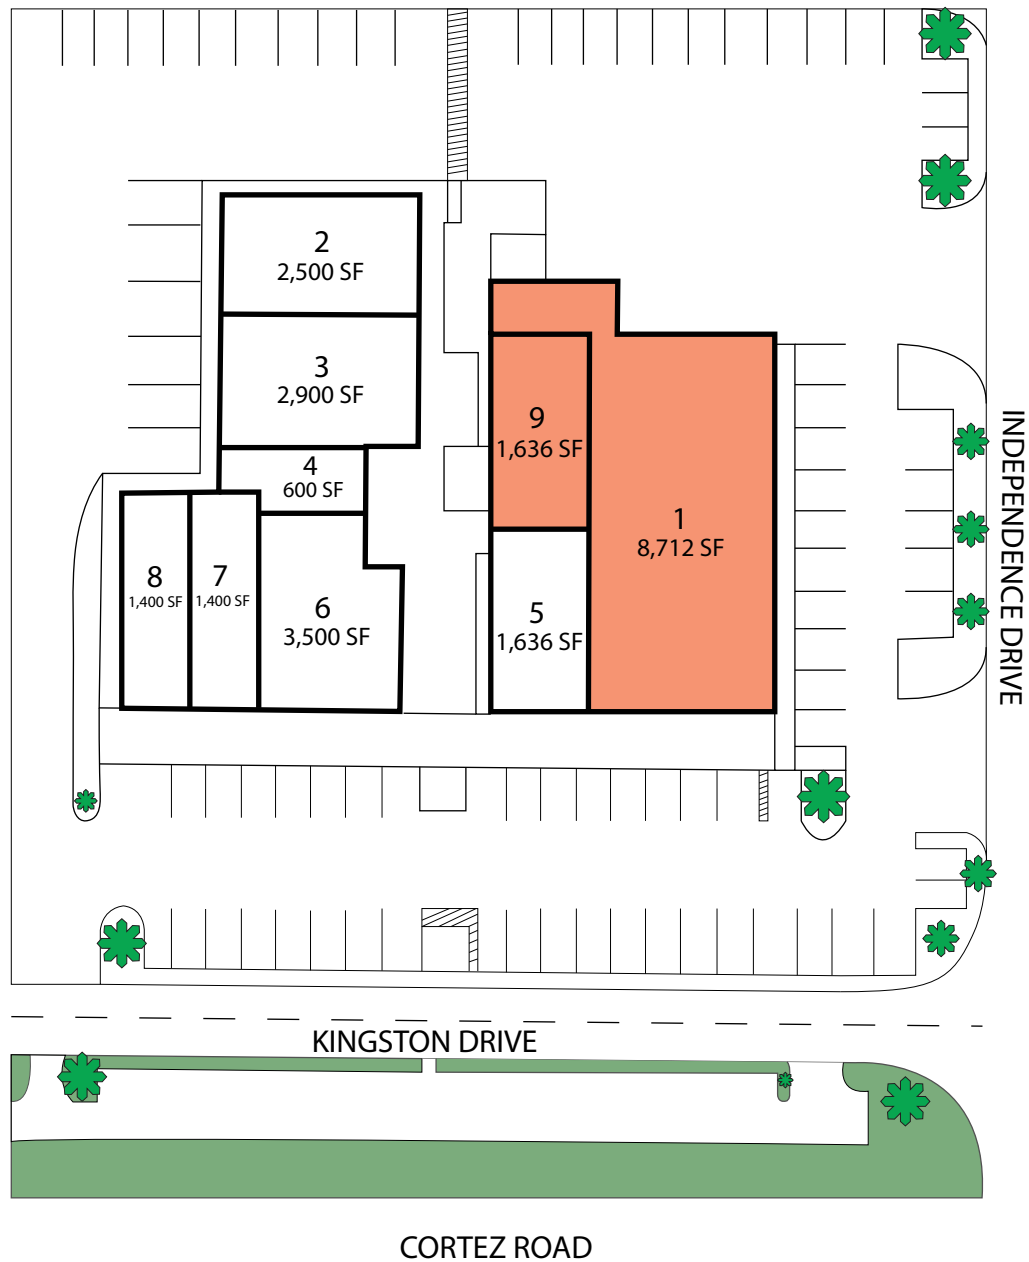 2
2,500 SF
3
2,900 SF
4
600 SF
9
1,636 SF
1
8,712 SF
8
1,400 SF
7
1,400 SF
6
3,500 SF
5
1,636 SF
INDEPENDENCE DRIVE
KINGSTON DRIVE
CORTEZ ROAD